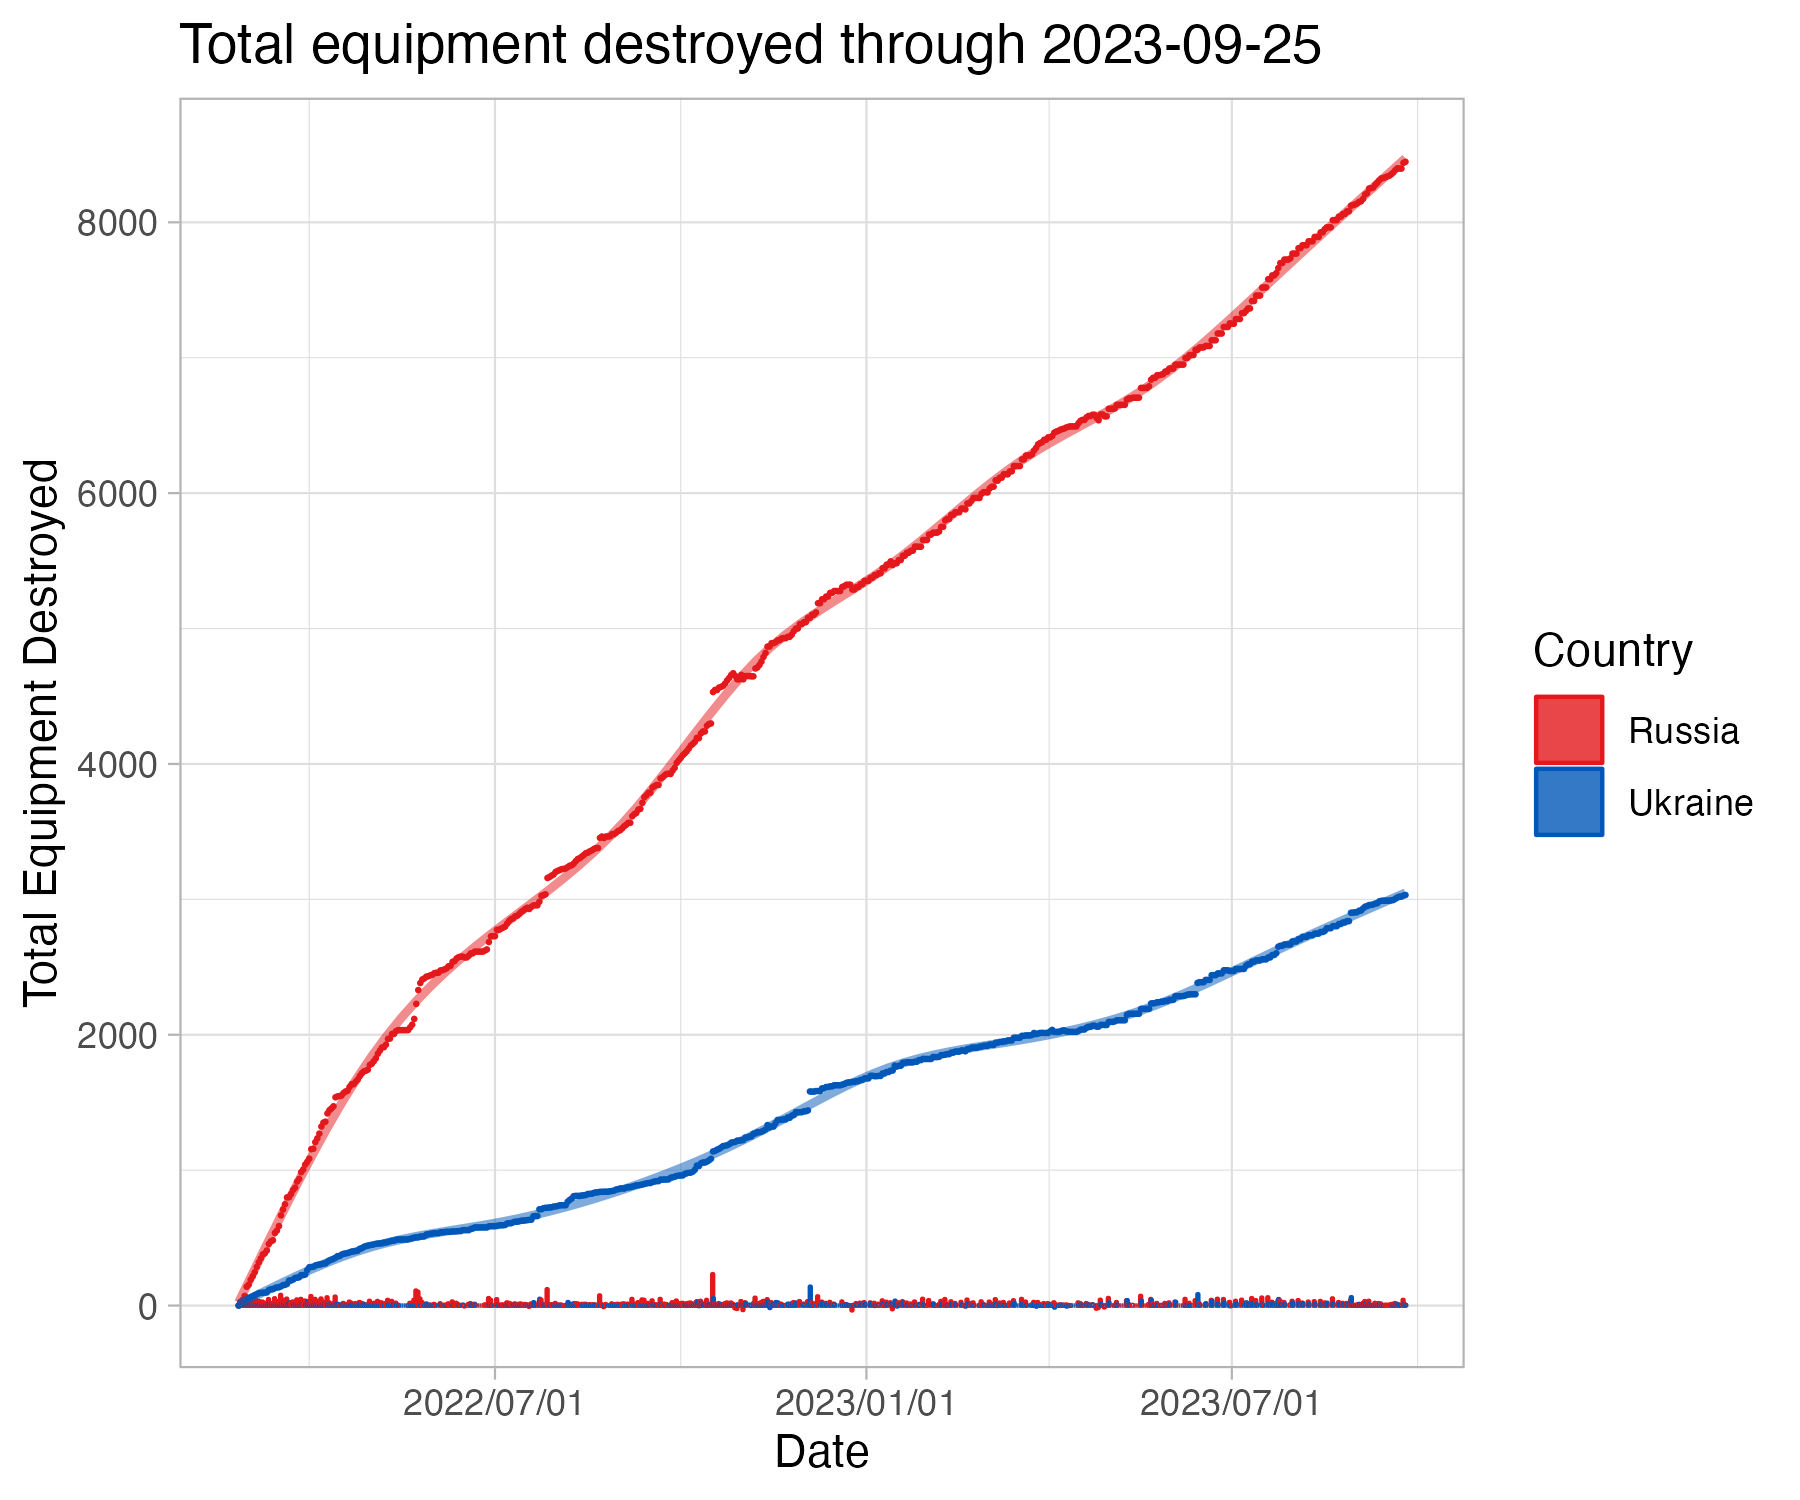 Total equipment destroyed through 2023-09-25
Total Equipment Destroyed
8000
6000
4000
2000
0
2022/07/01
2023/01/01
2023/07/01
Date
Country
Russia
Ukraine